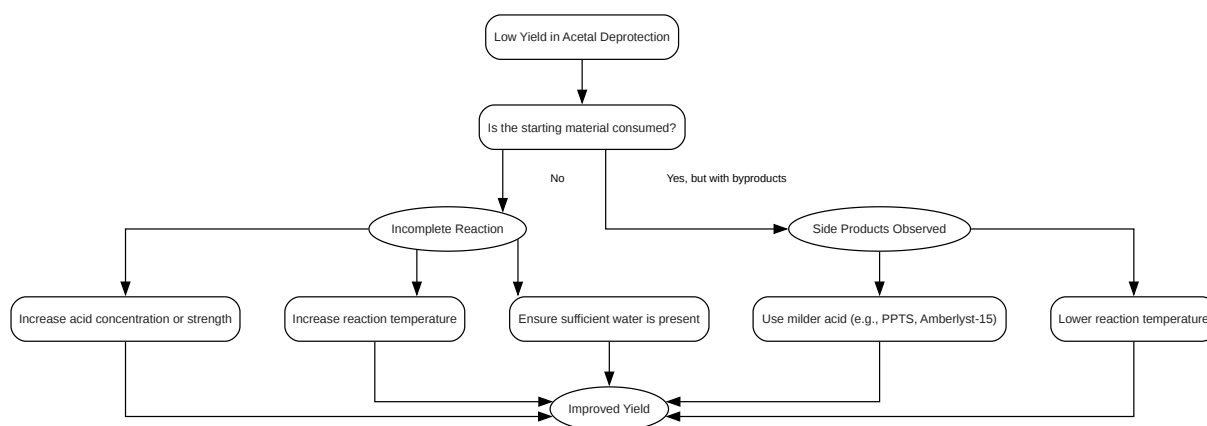 Low Yield in Acetal Deprotection
Is the starting material consumed?
No
Yes, but with byproducts
Incomplete Reaction
Side Products Observed
Increase acid concentration or strength
Increase reaction temperature
Ensure sufficient water is present
Use milder acid (e.g., PPTS, Amberlyst-15)
Lower reaction temperature
Improved Yield